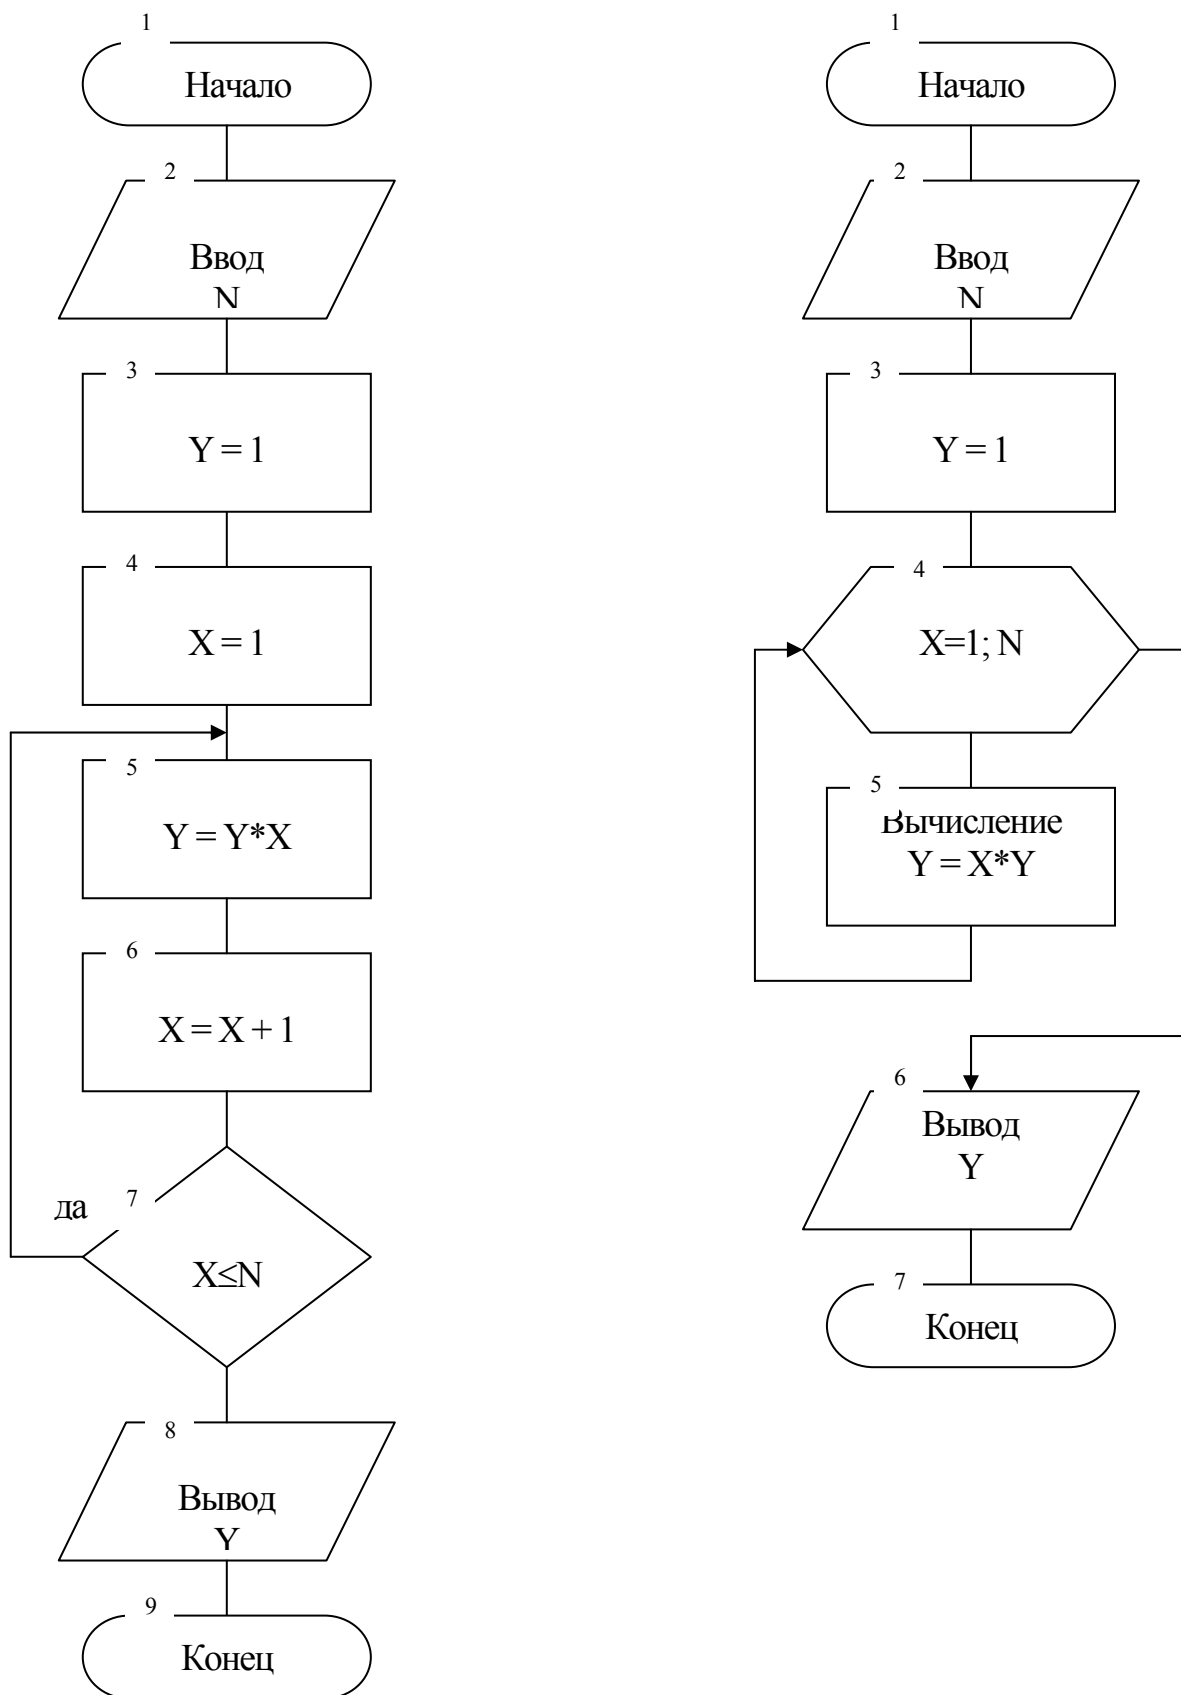 1
Начало
2
Ввод
N
3
Y = 1
4
X = 1
5
Y = Y*X
6
X = X + 1
да
7
X≤N
8
Вывод
Y
9
Конец
1
Начало
2
Ввод
N
3
Y = 1
4
X=1; N
5
Вычисление
Y = X*Y
6
Вывод
Y
7
Конец